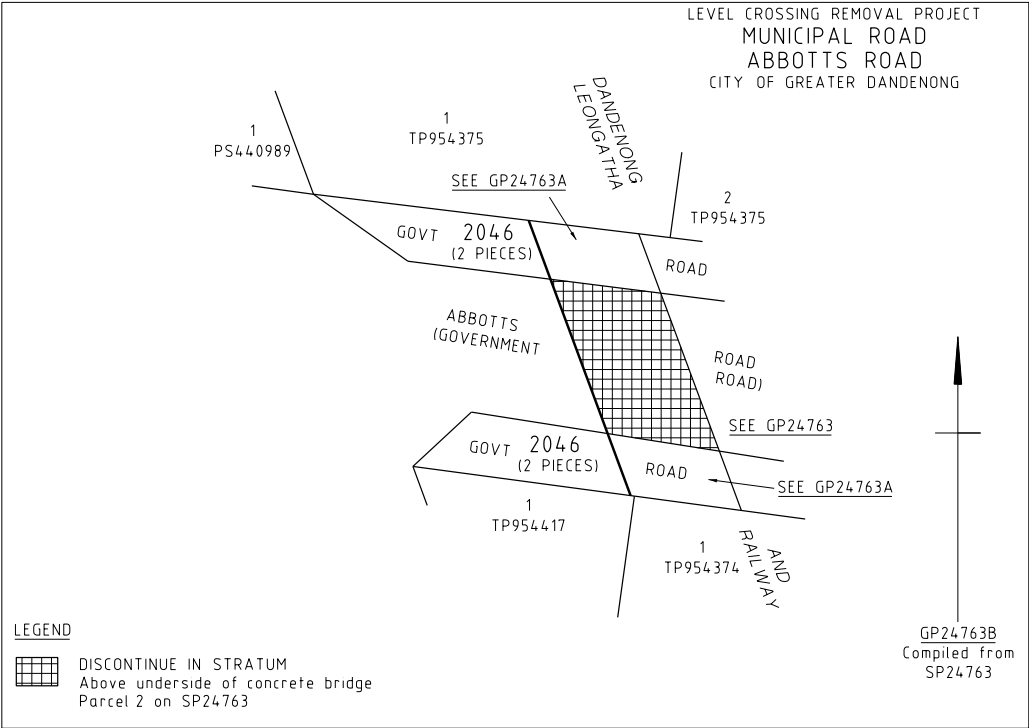 LEVEL CROSSING REMOVAL PROJECT
MUNICIPAL ROAD
ABBOTTS ROAD
CITY OF GREATER DANDENONG
1
PS440989
1
TP954375
DANDENONG
LEONGATHA
SEE GP24763A
2
TP954375
GOVT 2046
(2 PIECES)
ROAD
ABBOTTS
(GOVERNMENT
ROAD
ROAD)
SEE GP24763
GOVT 2046
(2 PIECES)
ROAD
SEE GP24763A
1
TP954417
1
TP954374
AND
RAILWAY
LEGEND
DISCONTINUE IN STRATUM
Above underside of concrete bridge
Parcel 2 on SP24763
GP24763B
Compiled from
SP24763